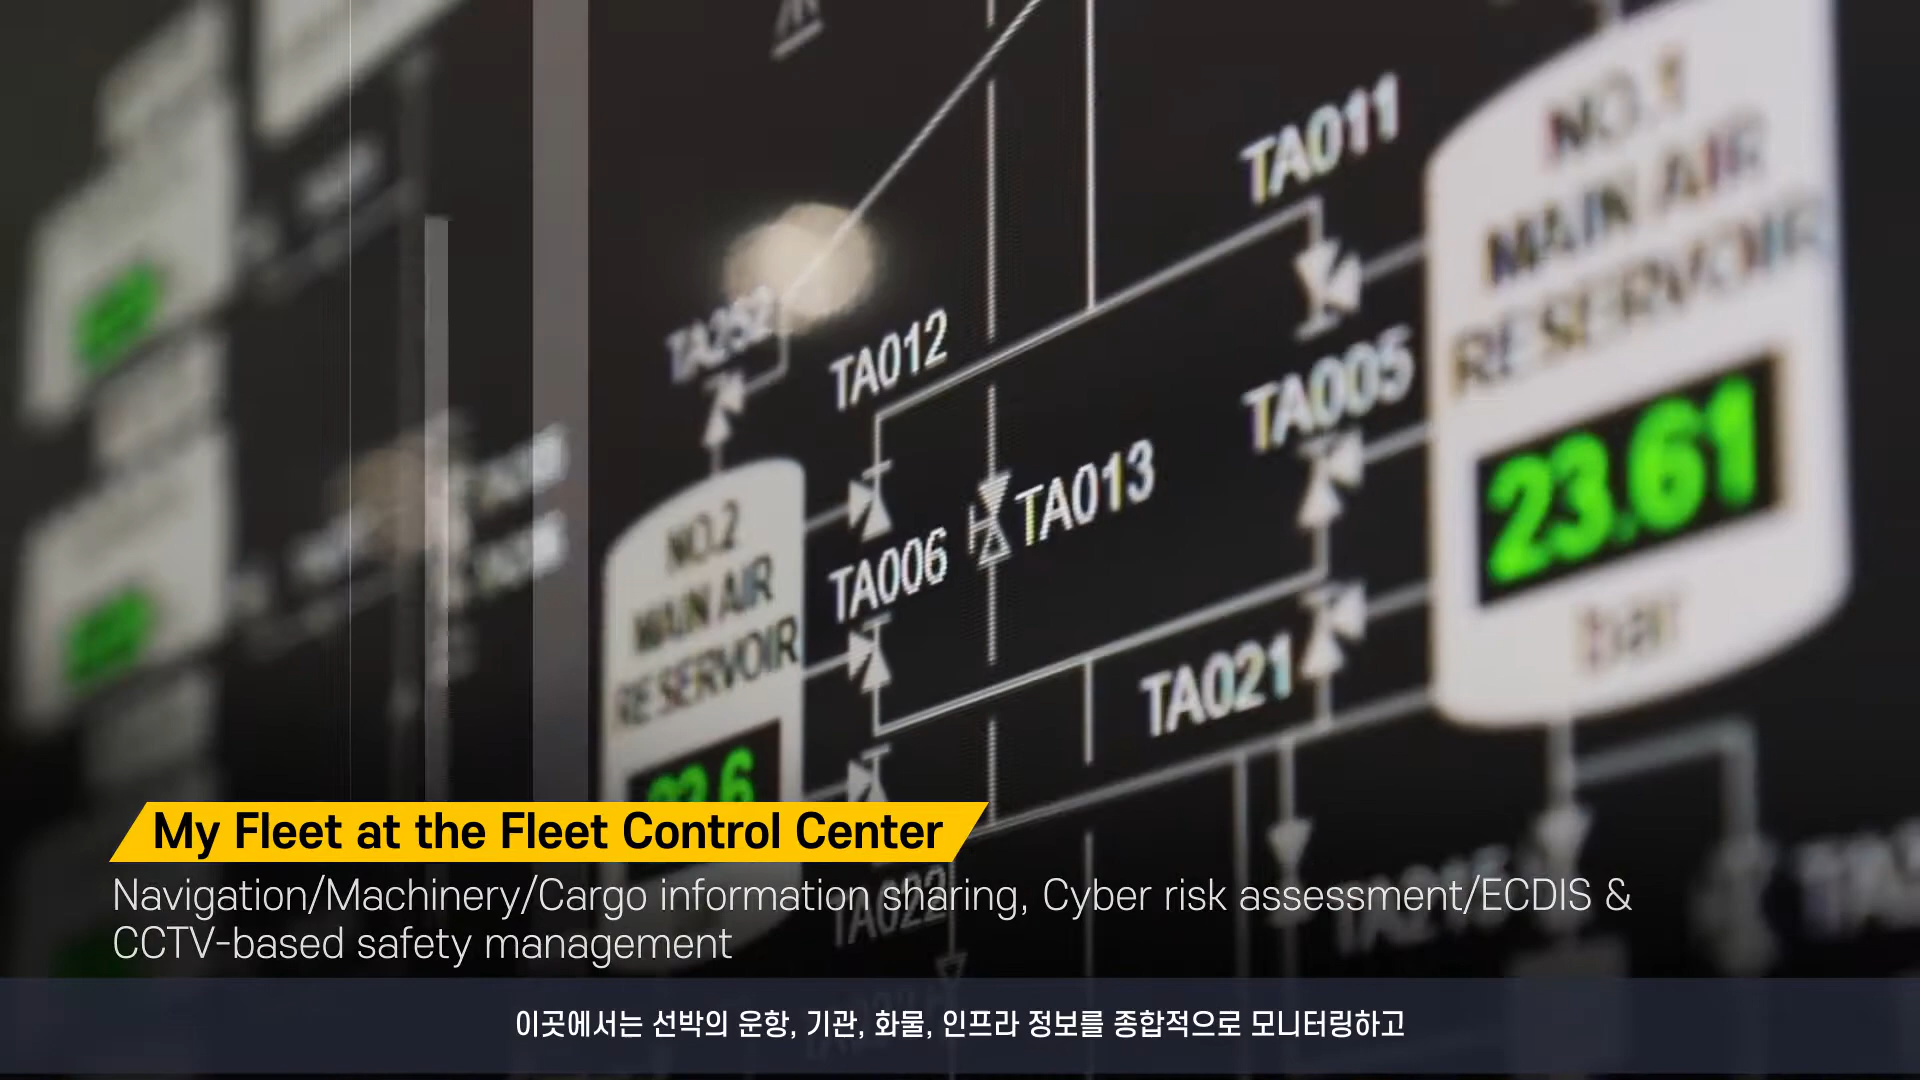 TA011
NO.1
MAIN AIR
RESERVOIR
TA252
TA012
TA005
23.61
TA013
NO.2
MAIN AIR
RESERVOIR
TA006
bar
TA021
My Fleet at the Fleet Control Center
Navigation/Machinery/Cargo information sharing, Cyber risk assessment/ECDIS &
CCTV-based safety management
TA022
이곳에서는 선박의 운항, 기관, 화물, 인프라 정보를 종합적으로 모니터링하고